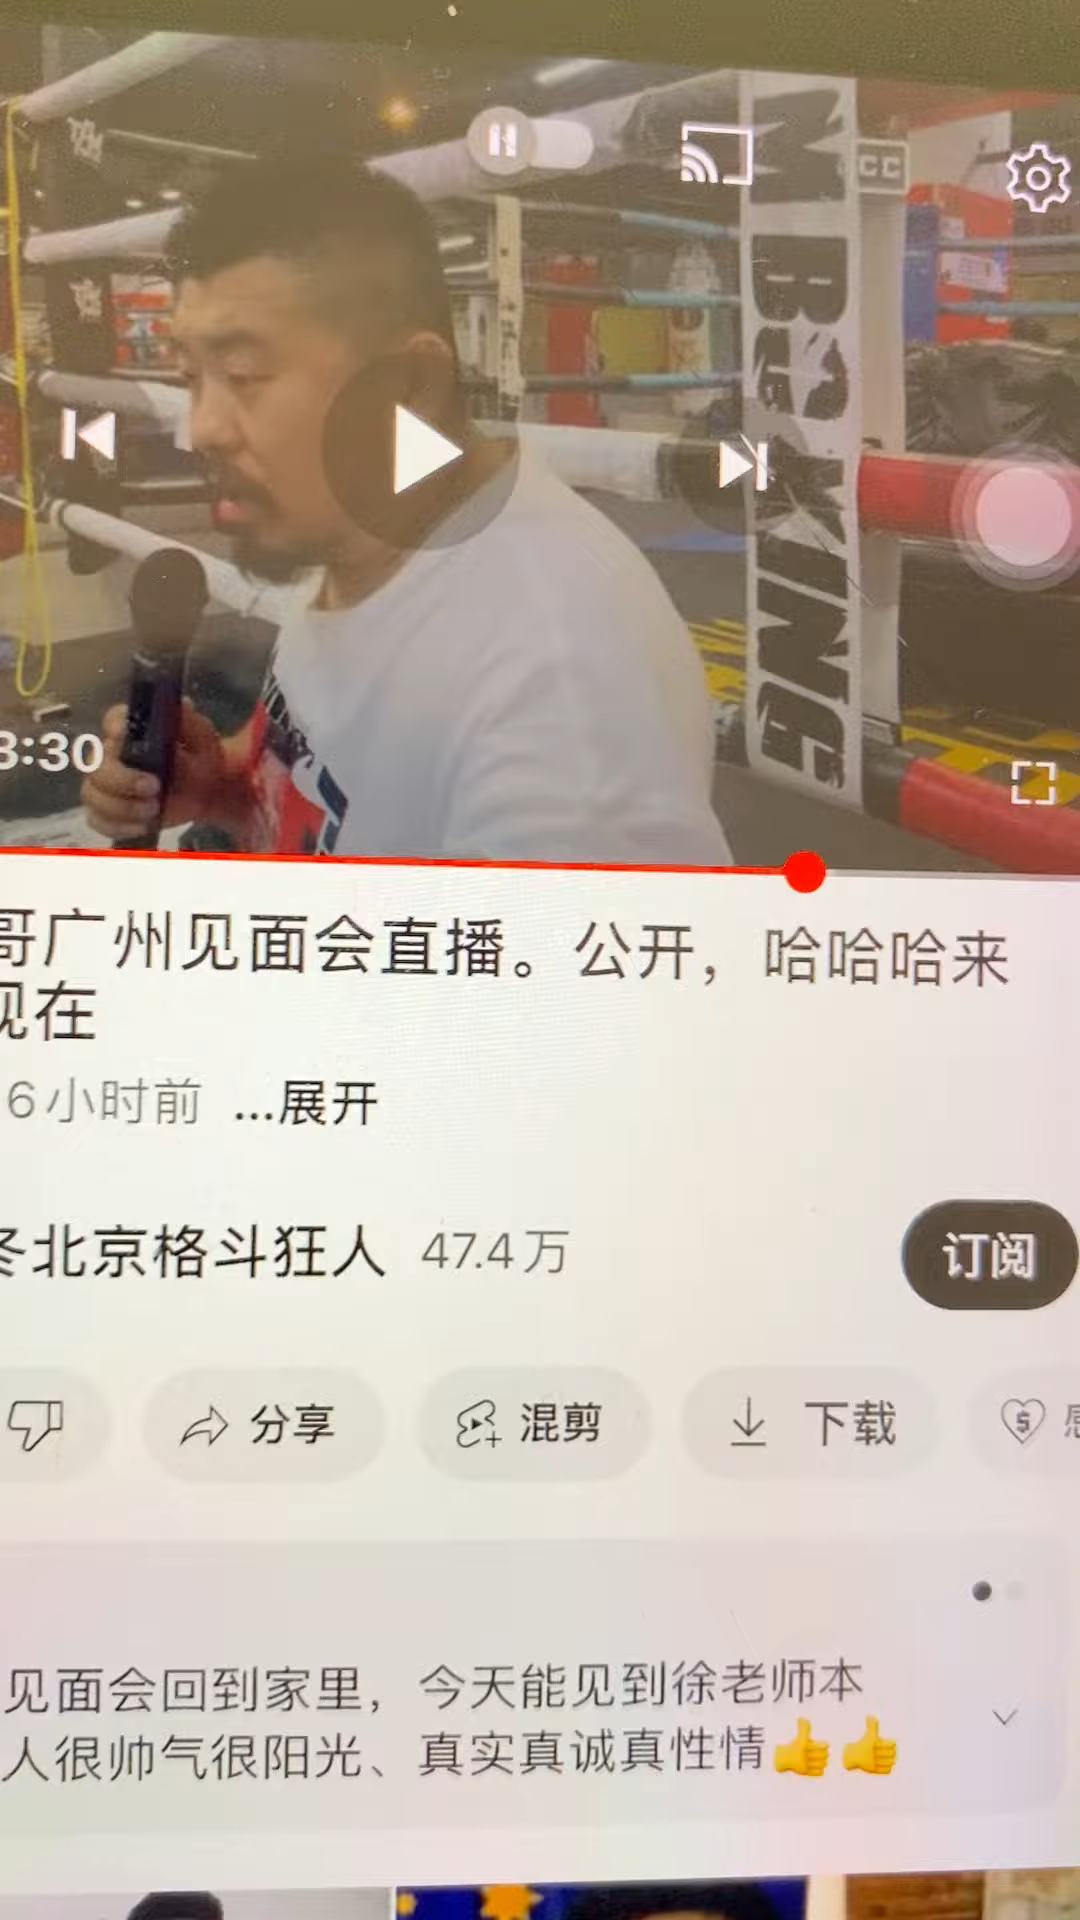 CC
BOXKING
3:30
哥广州见面会直播。公开，哈哈哈来
现在
6小时前 ...展开
冬北京格斗狂人 47.4万
订阅
分享
混剪
下载
见面会回到家里，今天能见到徐老师本
人很帅气很阳光、真实真诚真性情👍👍